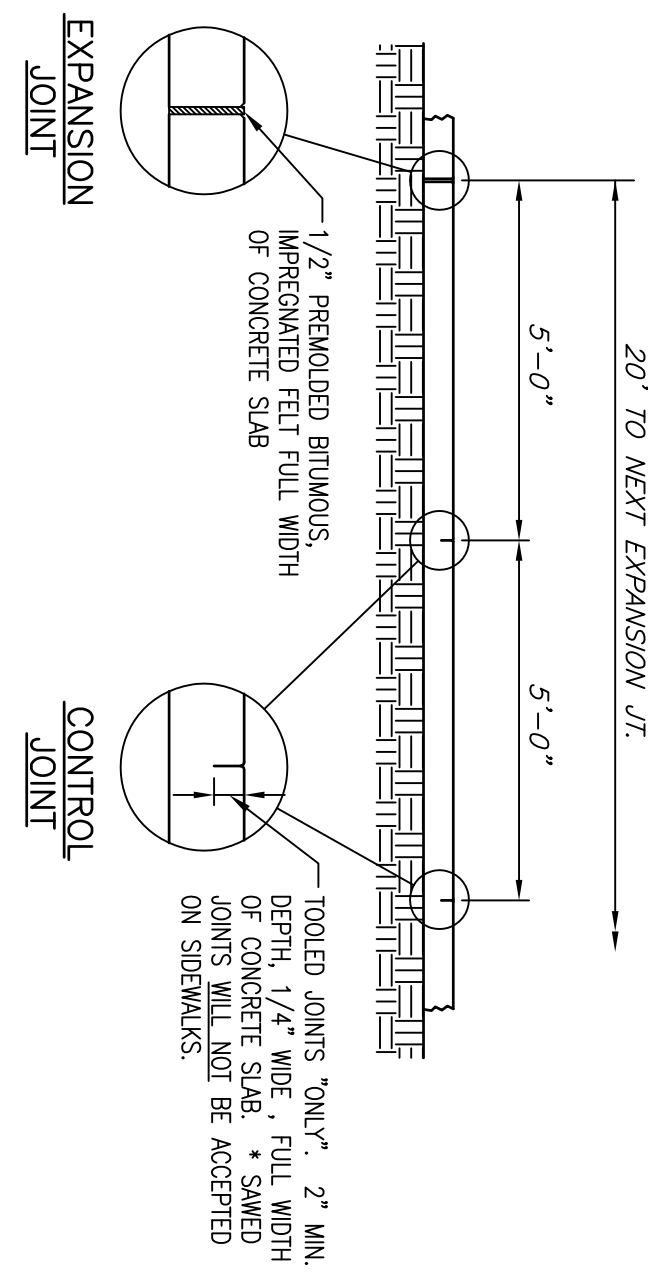 20' TO NEXT EXPANSION JT.
5'-0"
5'-0"
1/2" PREMOLDED BITUMOUS,
IMPREGNATED FELT FULL WIDTH
OF CONCRETE SLAB
TOOLED JOINTS "ONLY". 2" MIN.
DEPTH, 1/4" WIDE , FULL WIDTH
OF CONCRETE SLAB. * SAWED
JOINTS WILL NOT BE ACCEPTED
ON SIDEWALKS.
EXPANSION
JOINT
CONTROL
JOINT